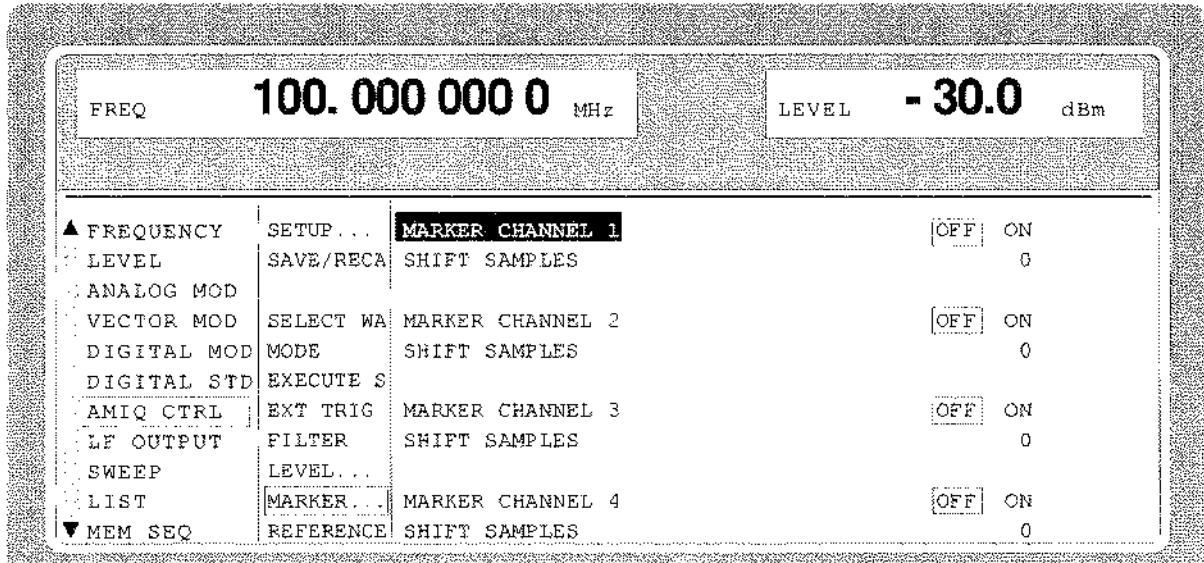 FREQ 100. 000 000 0 MHz LEVEL - 30.0 dBm
▲ FREQUENCY SETUP... MARKER CHANNEL 1 OFF ON
LEVEL SAVE/RECA SHIFT SAMPLES 0
ANALOG MOD
VECTOR MOD SELECT WA MARKER CHANNEL 2 OFF ON
DIGITAL MOD MODE SHIFT SAMPLES 0
DIGITAL STD EXECUTE S
AMIQ CTRL EXT TRIG MARKER CHANNEL 3 OFF ON
LF OUTPUT FILTER SHIFT SAMPLES 0
SWEEP LEVEL...
LIST MARKER... MARKER CHANNEL 4 OFF ON
▼ MEM SEQ REFERENCE SHIFT SAMPLES 0